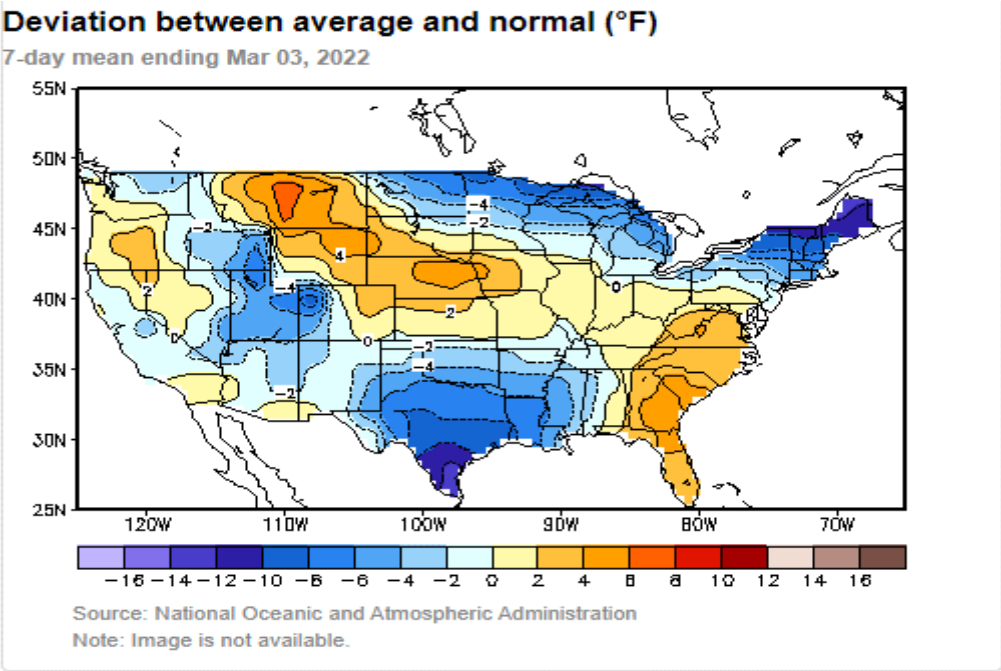 Deviation between average and normal (°F)
7-day mean ending Mar 03, 2022
55N
50N
45N
40N
35N
30N
25N
-4
-2
-2
4
-4
0
2
2
0
0
-2
-4
-2
120W 110W 100W 90W 80W 70W
-16 -14 -12 -10 -8 -6 -4 -2 0 2 4 6 8 10 12 14 16
Source: National Oceanic and Atmospheric Administration
Note: Image is not available.